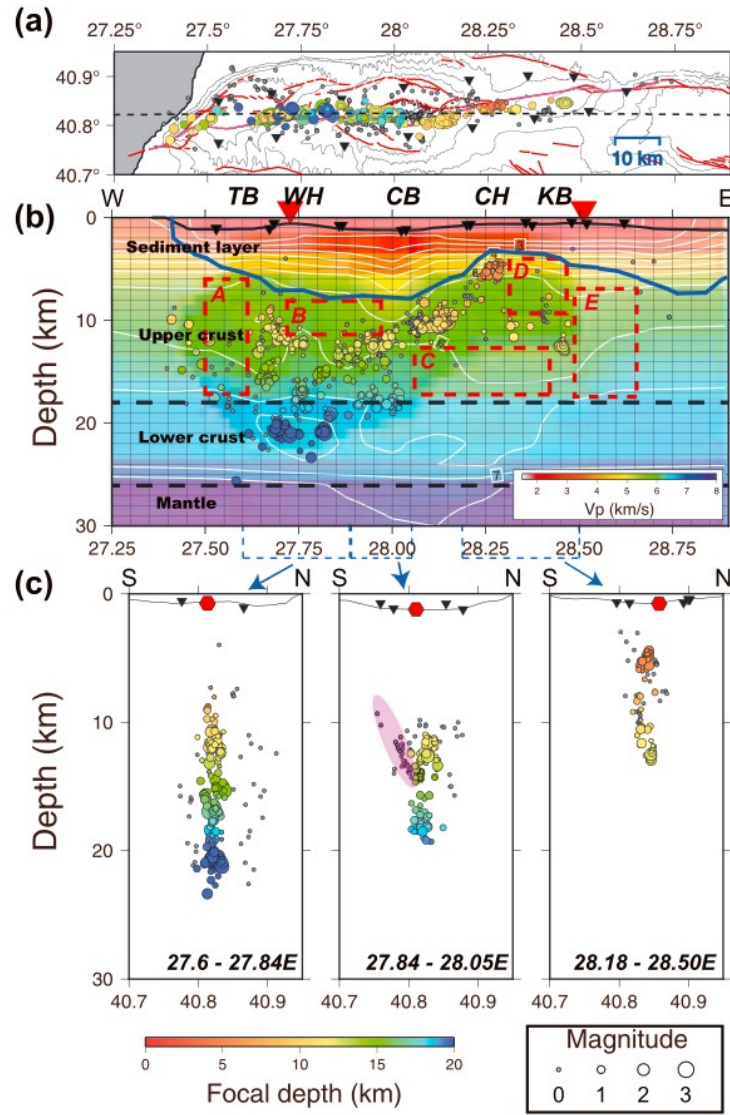 (a)
27.25° 27.5° 27.75° 28° 28.25° 28.5° 28.75°
40.9°
40.8°
40.7°
10 km
W TB WH CB CH KB E
(b)
0
10
20
30
Depth (km)
Sediment layer
Upper crust
Lower crust
Mantle
A
B
C
D
E
7
2 3 4 5 6 7 8
Vp (km/s)
27.25 27.50 27.75 28.00 28.25 28.50 28.75
(c)
S N S N S N
0
10
20
30
Depth (km)
27.6 - 27.84E 27.84 - 28.05E 28.18 - 28.50E
40.7 40.8 40.9 40.7 40.8 40.9 40.7 40.8 40.9
0 5 10 15 20
Focal depth (km)
Magnitude
0 1 2 3